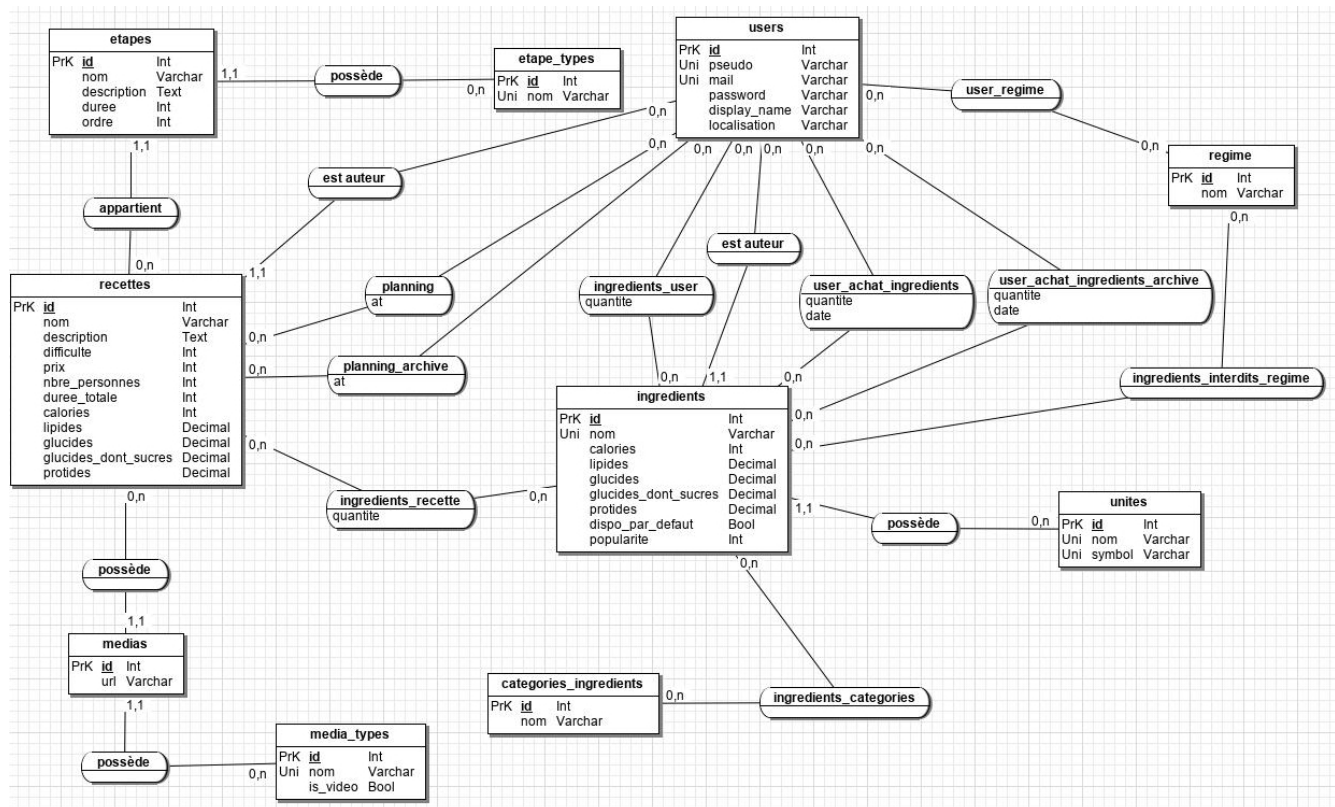 etapes
PrK id Int
nom Varchar
description Text
duree Int
ordre Int
1,1
possède
0,n
etape_types
PrK id Int
Uni nom Varchar
users
PrK id Int
Uni pseudo Varchar
Uni mail Varchar
password Varchar
display_name Varchar
localisation Varchar
0,n
user_regime
0,n
regime
PrK id Int
nom Varchar
0,n
1,1
appartient
0,n
0,n
est auteur
1,1
0,n
planning
at
0,n
planning_archive
at
0,n
0,n
ingredients_user
quantite
0,n
0,n
est auteur
1,1
0,n
user_achat_ingredients
quantite
date
0,n
0,n
user_achat_ingredients_archive
quantite
date
0,n
ingredients_interdits_regime
0,n
recettes
PrK id Int
nom Varchar
description Text
difficulte Int
prix Int
nbre_personnes Int
duree_totale Int
calories Int
lipides Decimal
glucides Decimal
glucides_dont_sucres Decimal
protides Decimal
0,n
ingredients_recette
quantite
0,n
ingredients
PrK id Int
Uni nom Varchar
calories Int
lipides Decimal
glucides Decimal
glucides_dont_sucres Decimal
protides Decimal
dispo_par_defaut Bool
popularite Int
1,1
possède
0,n
unites
PrK id Int
Uni nom Varchar
Uni symbol Varchar
0,n
possède
1,1
medias
PrK id Int
url Varchar
1,1
possède
0,n
media_types
PrK id Int
Uni nom Varchar
is_video Bool
categories_ingredients
PrK id Int
nom Varchar
0,n
ingredients_categories
0,n